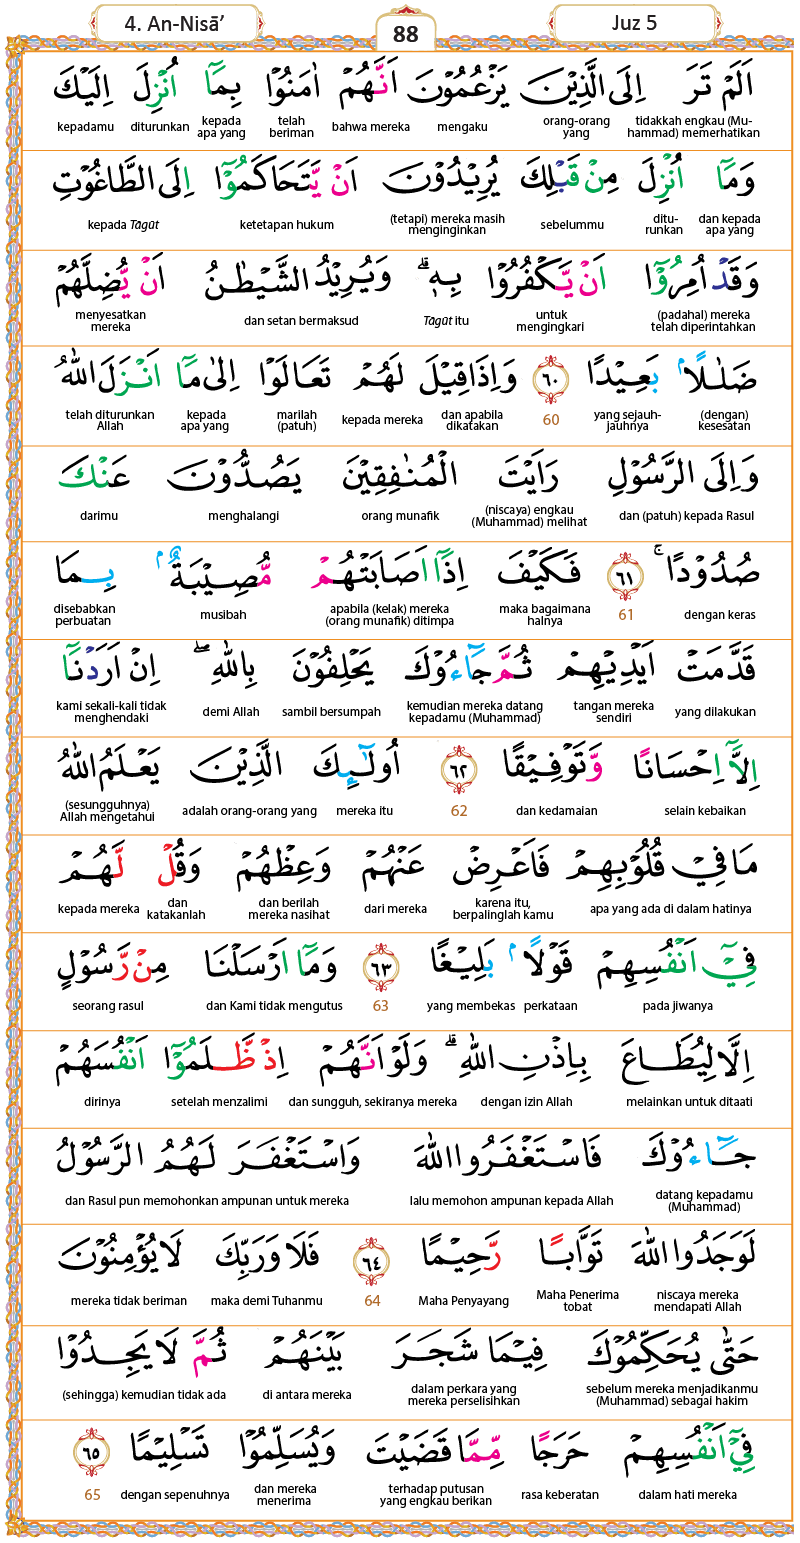 4. An-Nisā’ 88 Juz 5
اَلَمْ تَرَ اِلَى الَّذِيْنَ يَزْعُمُوْنَ اَنَّهُمْ اٰمَنُوْا بِمَآ اُنْزِلَ اِلَيْكَ
tidakkah engkau (Mu-hammad) memerhatikan orang-orang yang mengaku bahwa mereka telah beriman kepada apa yang diturunkan kepadamu
وَمَآ اُنْزِلَ مِنْ قَبْلِكَ يُرِيْدُوْنَ اَنْ يَّتَحَاكَمُوْٓا اِلَى الطَّاغُوْتِ
dan kepada apa yang ditu-runkan sebelummu (tetapi) mereka masih menginginkan ketetapan hukum kepada Ṭāgūt
وَقَدْ اُمِرُوْٓا اَنْ يَّكْفُرُوْا بِهٖ ۗ وَيُرِيْدُ الشَّيْطٰنُ اَنْ يُّضِلَّهُمْ
(padahal) mereka telah diperintahkan untuk mengingkari Ṭāgūt itu dan setan bermaksud menyesatkan mereka
ضَلٰلًا ۢ بَعِيْدًا ٦٠ وَاِذَا قِيْلَ لَهُمْ تَعَالَوْا اِلٰى مَآ اَنْزَلَ اللّٰهُ
(dengan) kesesatan yang sejauh-jauhnya 60 dan apabila dikatakan kepada mereka marilah (patuh) kepada apa yang telah diturunkan Allah
وَاِلَى الرَّسُوْلِ رَاَيْتَ الْمُنٰفِقِيْنَ يَصُدُّوْنَ عَنْكَ
dan (patuh) kepada Rasul (niscaya) engkau (Muhammad) melihat orang munafik menghalangi darimu
صُدُوْدًا ۚ ٦١ فَكَيْفَ اِذَآ اَصَابَتْهُمْ مُّصِيْبَةٌ ۢ بِمَا
dengan keras 61 maka bagaimana halnya apabila (kelak) mereka (orang munafik) ditimpa musibah disebabkan perbuatan
قَدَّمَتْ اَيْدِيْهِمْ ثُمَّ جَاۤءُوْكَ يَحْلِفُوْنَ بِاللّٰهِ ۖ اِنْ اَرَدْنَآ
yang dilakukan tangan mereka sendiri kemudian mereka datang kepadamu (Muhammad) sambil bersumpah demi Allah kami sekali-kali tidak menghendaki
اِلَّآ اِحْسَانًا وَّتَوْفِيْقًا ٦٢ اُولٰۤىِٕكَ الَّذِيْنَ يَعْلَمُ اللّٰهُ
selain kebaikan dan kedamaian 62 mereka itu adalah orang-orang yang (sesungguhnya) Allah mengetahui
مَا فِيْ قُلُوْبِهِمْ فَاَعْرِضْ عَنْهُمْ وَعِظْهُمْ وَقُلْ لَّهُمْ
apa yang ada di dalam hatinya karena itu, berpalinglah kamu dari mereka dan berilah mereka nasihat dan katakanlah kepada mereka
فِيْٓ اَنْفُسِهِمْ قَوْلًا ۢ بَلِيْغًا ٦٣ وَمَآ اَرْسَلْنَا مِنْ رَّسُوْلٍ
pada jiwanya perkataan yang membekas 63 dan Kami tidak mengutus seorang rasul
اِلَّا لِيُطَاعَ بِاِذْنِ اللّٰهِ ۗ وَلَوْ اَنَّهُمْ اِذْ ظَّلَمُوْٓا اَنْفُسَهُمْ
melainkan untuk ditaati dengan izin Allah dan sungguh, sekiranya mereka setelah menzalimi dirinya
جَاۤءُوْكَ فَاسْتَغْفَرُوا اللّٰهَ وَاسْتَغْفَرَ لَهُمُ الرَّسُوْلُ
datang kepadamu (Muhammad) lalu memohon ampunan kepada Allah dan Rasul pun memohonkan ampunan untuk mereka
لَوَجَدُوا اللّٰهَ تَوَّابًا رَّحِيْمًا ٦٤ فَلَا وَرَبِّكَ لَا يُؤْمِنُوْنَ
niscaya mereka mendapati Allah Maha Penerima tobat Maha Penyayang 64 maka demi Tuhanmu mereka tidak beriman
حَتّٰى يُحَكِّمُوْكَ فِيْمَا شَجَرَ بَيْنَهُمْ ثُمَّ لَا يَجِدُوْا
sebelum mereka menjadikanmu (Muhammad) sebagai hakim dalam perkara yang mereka perselisihkan di antara mereka (sehingga) kemudian tidak ada
فِيْٓ اَنْفُسِهِمْ حَرَجًا مِّمَّا قَضَيْتَ وَيُسَلِّمُوْا تَسْلِيْمًا ٦٥
dalam hati mereka rasa keberatan terhadap putusan yang engkau berikan dan mereka menerima dengan sepenuhnya 65